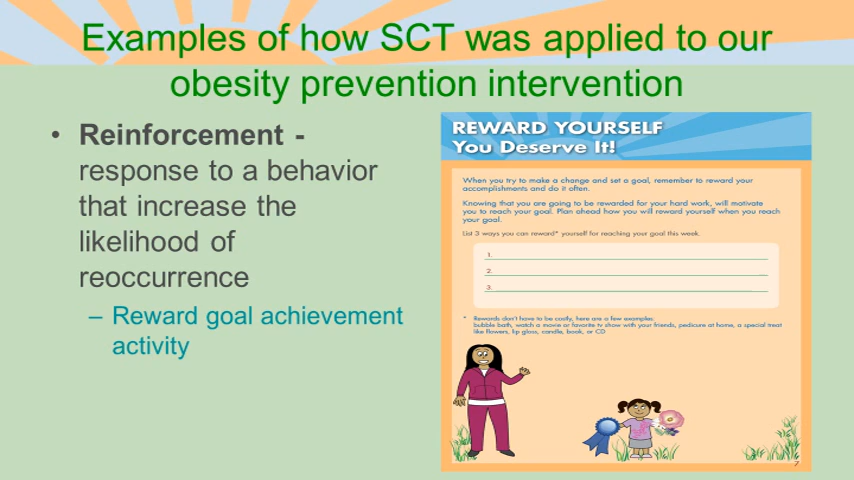 Examples of how SCT was applied to our
obesity prevention intervention
• Reinforcement -
response to a behavior
that increase the
likelihood of
reoccurrence
– Reward goal achievement
activity
REWARD YOURSELF
You Deserve It!
When you try to make a change and set a goal, remember to reward your
accomplishments and do it often.
Knowing that you are going to be rewarded for your hard work, will motivate
you to reach your goal. Plan ahead how you will reward yourself when you reach
your goal.
List 3 ways you can reward* yourself for reaching your goal this week.
1.
2.
3.
* Rewards don't have to be costly, here are a few examples:
bubble bath, watch a movie or favorite tv show with your friends, pedicure at home, a special treat
like flowers, lip gloss, candle, book, or CD
7